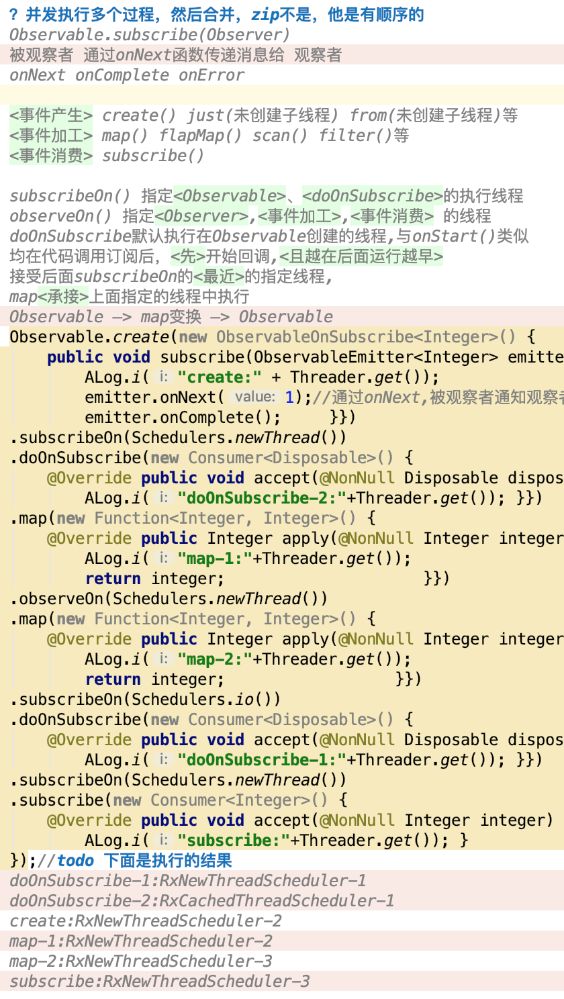 ? 并发执行多个过程，然后合并，zip不是，他是有顺序的
Observable.subscribe(Observer)
被观察者 通过onNext函数传递消息给 观察者
onNext onComplete onError
<事件产生> create() just(未创建子线程) from(未创建子线程)等
<事件加工> map() flapMap() scan() filter()等
<事件消费> subscribe()
subscribeOn() 指定<Observable>、<doOnSubscribe>的执行线程
observeOn() 指定<Observer>,<事件加工>,<事件消费> 的线程
doOnSubscribe默认执行在Observable创建的线程,与onStart()类似
均在代码调用订阅后，<先>开始回调,<且越在后面运行越早>
接受后面subscribeOn的<最近>的指定线程,
map<承接>上面指定的线程中执行
Observable —> map变换 —> Observable
Observable.create(new ObservableOnSubscribe<Integer>() {
public void subscribe(ObservableEmitter<Integer> emitte
ALog.i( i: "create:" + Threader.get());
emitter.onNext( value: 1);//通过onNext,被观察者通知观察者
emitter.onComplete();     }})
.subscribeOn(Schedulers.newThread())
.doOnSubscribe(new Consumer<Disposable>() {
@Override public void accept(@NonNull Disposable dispos
ALog.i( i: "doOnSubscribe-2:"+Threader.get()); }})
.map(new Function<Integer, Integer>() {
@Override public Integer apply(@NonNull Integer integer
ALog.i( i: "map-1:"+Threader.get());
return integer;               }})
.observeOn(Schedulers.newThread())
.map(new Function<Integer, Integer>() {
@Override public Integer apply(@NonNull Integer integer
ALog.i( i: "map-2:"+Threader.get());
return integer;            }})
.subscribeOn(Schedulers.io())
.doOnSubscribe(new Consumer<Disposable>() {
@Override public void accept(@NonNull Disposable dispos
ALog.i( i: "doOnSubscribe-1:"+Threader.get()); }})
.subscribeOn(Schedulers.newThread())
.subscribe(new Consumer<Integer>() {
@Override public void accept(@NonNull Integer integer)
ALog.i( i: "subscribe:"+Threader.get()); }
});//todo 下面是执行的结果
doOnSubscribe-1:RxNewThreadScheduler-1
doOnSubscribe-2:RxCachedThreadScheduler-1
create:RxNewThreadScheduler-2
map-1:RxNewThreadScheduler-2
map-2:RxNewThreadScheduler-3
subscribe:RxNewThreadScheduler-3